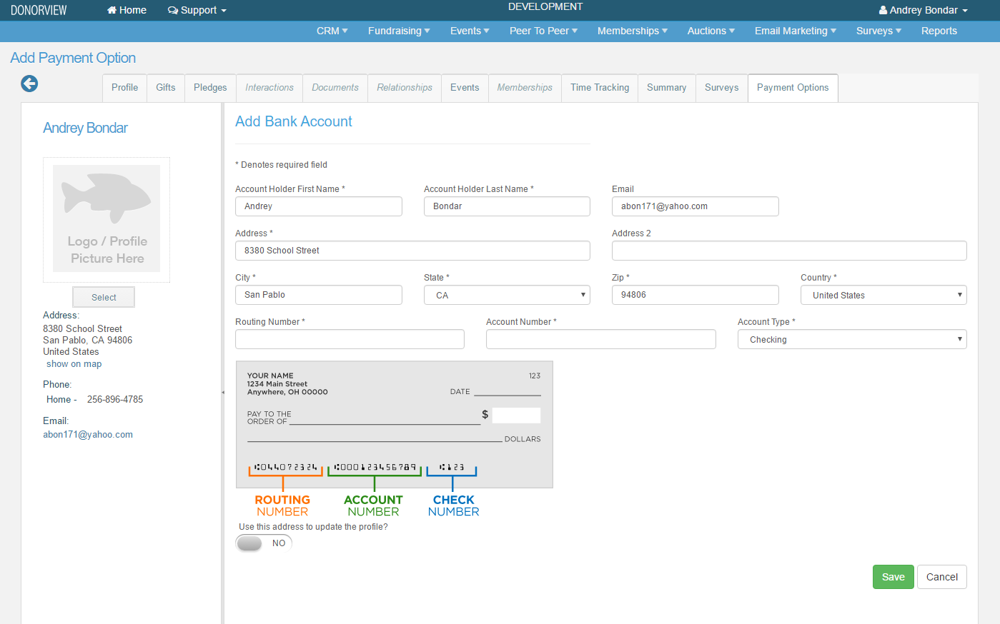 DONORVIEW
Home
Support
DEVELOPMENT
Andrey Bondar
CRM
Fundraising
Events
Peer To Peer
Memberships
Auctions
Email Marketing
Surveys
Reports
Add Payment Option
Profile
Gifts
Pledges
Interactions
Documents
Relationships
Events
Memberships
Time Tracking
Summary
Surveys
Payment Options
Andrey Bondar
Logo / Profile
Picture Here
Select
Address:
8380 School Street
San Pablo, CA 94806
United States
show on map
Phone:
Home - 256-896-4785
Email:
abon171@yahoo.com
Add Bank Account
* Denotes required field
Account Holder First Name *
Andrey
Account Holder Last Name *
Bondar
Email
abon171@yahoo.com
Address *
8380 School Street
Address 2
City *
San Pablo
State *
CA
Zip *
94806
Country *
United States
Routing Number *
Account Number *
Account Type *
Checking
YOUR NAME
1234 Main Street
Anywhere, OH 00000
123
DATE
PAY TO THE
ORDER OF
$
DOLLARS
⑆044072324 ⑆000123456789 ⑆123
ROUTING
NUMBER
ACCOUNT
NUMBER
CHECK
NUMBER
Use this address to update the profile?
NO
Save
Cancel